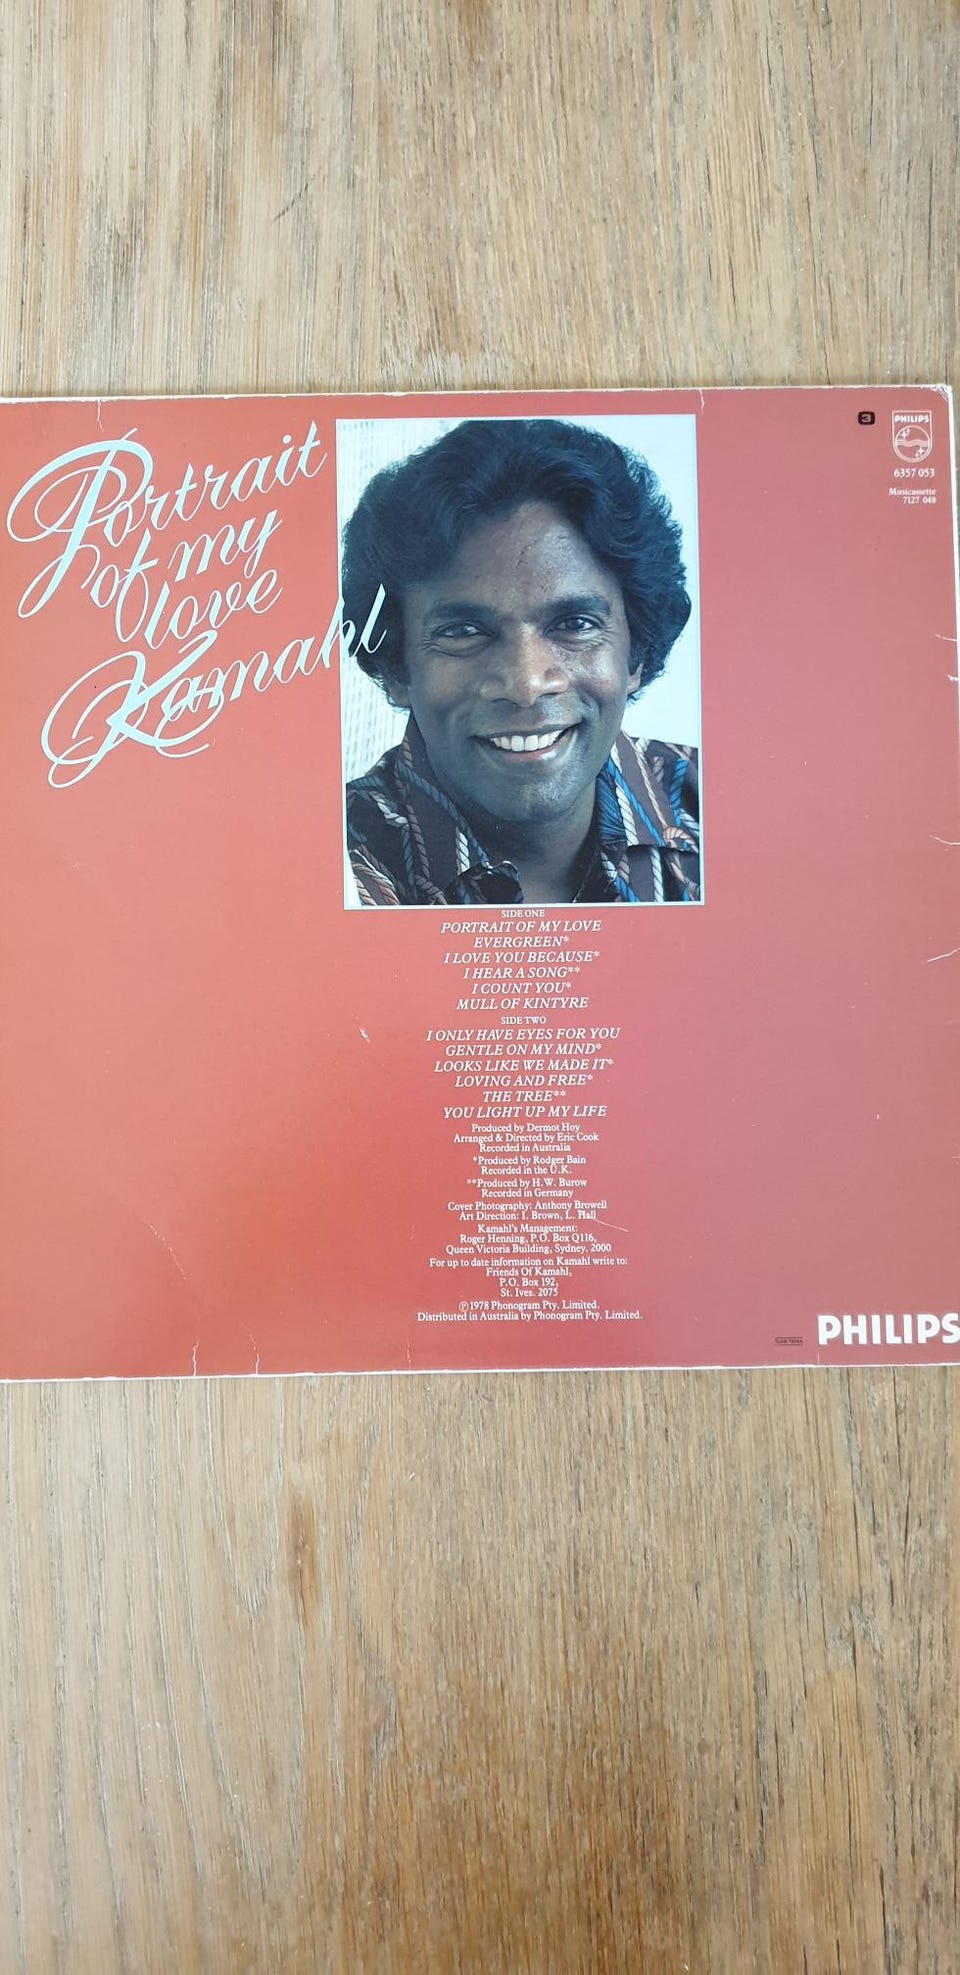 Portrait
of my
love
Kamahl
3
PHILIPS
6357 053
Musicassette
7127 048
SIDE ONE
PORTRAIT OF MY LOVE
EVERGREEN*
I LOVE YOU BECAUSE*
I HEAR A SONG**
I COUNT YOU*
MULL OF KINTYRE
SIDE TWO
I ONLY HAVE EYES FOR YOU
GENTLE ON MY MIND*
LOOKS LIKE WE MADE IT*
LOVING AND FREE*
THE TREE**
YOU LIGHT UP MY LIFE
Produced by Dermot Hoy
Arranged & Directed by Eric Cook
Recorded in Australia
*Produced by Rodger Bain
Recorded in the U.K.
**Produced by H.W. Burow
Recorded in Germany
Cover Photography: Anthony Browell
Art Direction: I. Brown, L. Hall
Kamahl's Management:
Roger Henning, P.O. Box Q116,
Queen Victoria Building, Sydney. 2000
For up to date information on Kamahl write to:
Friends Of Kamahl,
P.O. Box 192,
St. Ives. 2075
Ⓟ1978 Phonogram Pty. Limited.
Distributed in Australia by Phonogram Pty. Limited.
PHILIPS